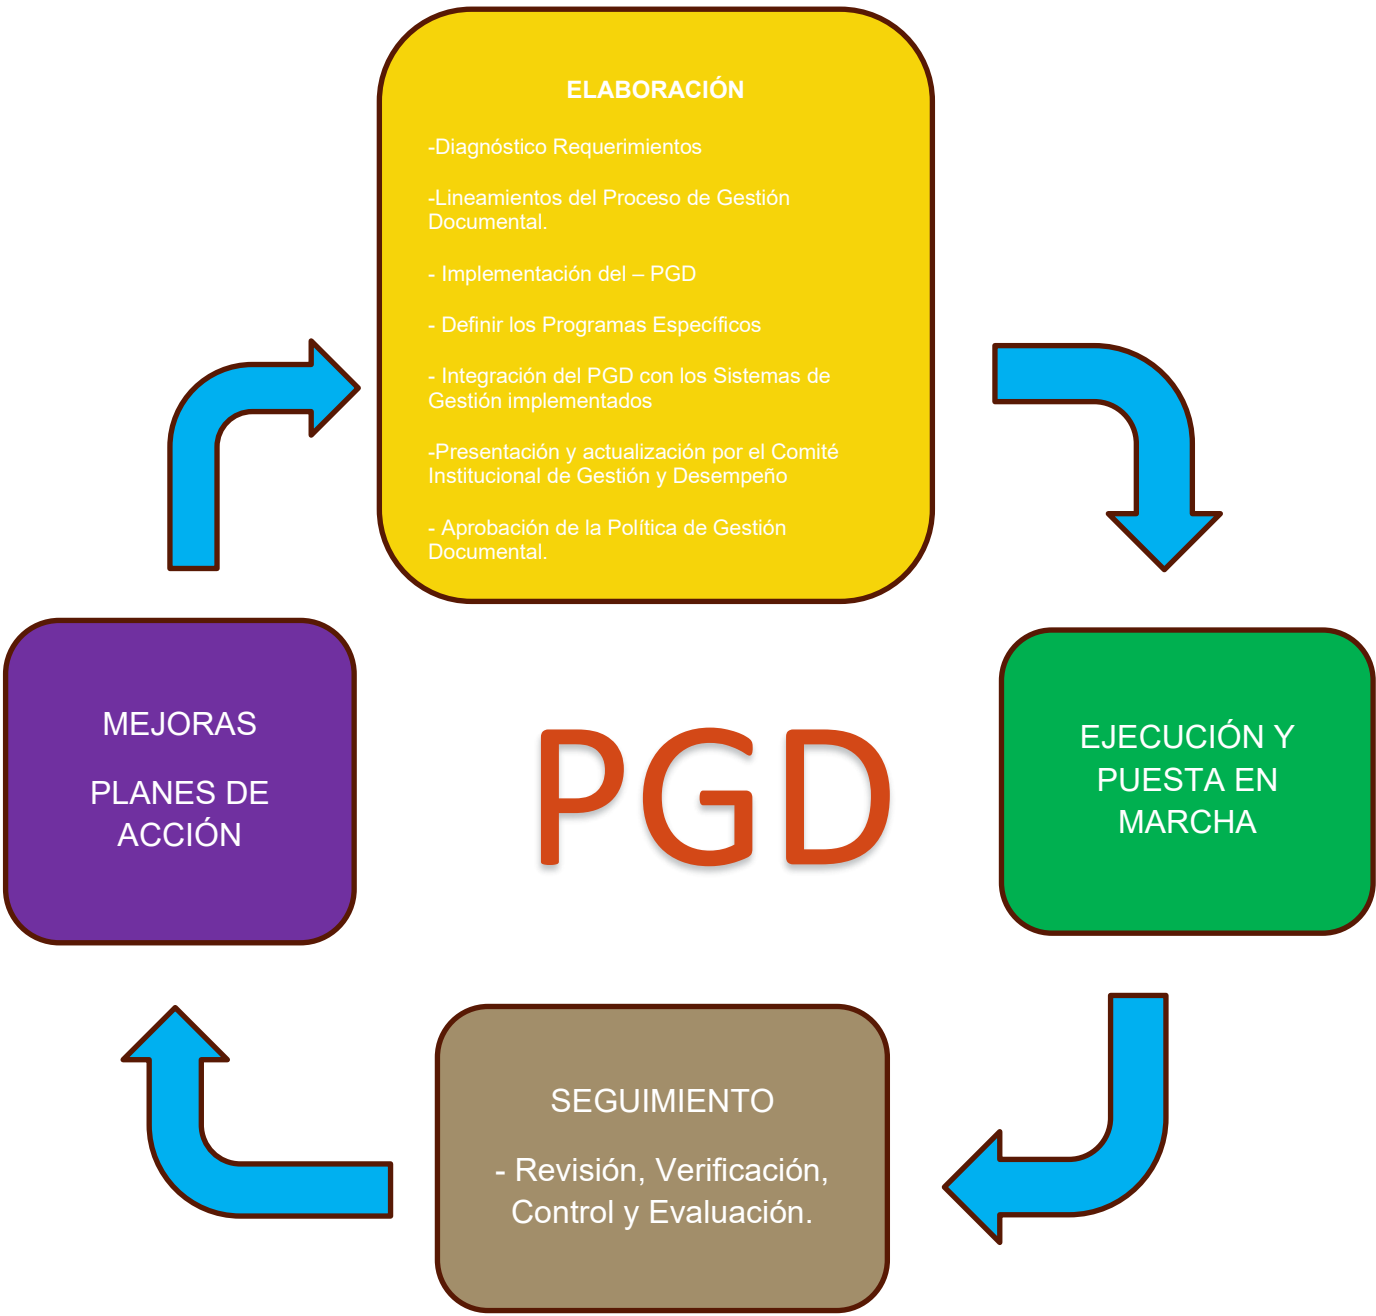 ELABORACIÓN
-Diagnóstico Requerimientos
-Lineamientos del Proceso de Gestión
Documental.
- Implementación del – PGD
- Definir los Programas Específicos
- Integración del PGD con los Sistemas de
Gestión implementados
-Presentación y actualización por el Comité
Institucional de Gestión y Desempeño
- Aprobación de la Política de Gestión
Documental.
MEJORAS
PLANES DE
ACCIÓN
PGD
EJECUCIÓN Y
PUESTA EN
MARCHA
SEGUIMIENTO
- Revisión, Verificación,
Control y Evaluación.